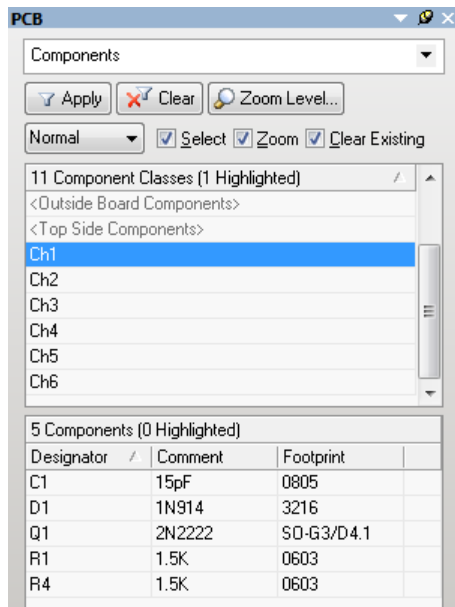 PCB
Components
Apply Clear Zoom Level...
Normal Select Zoom Clear Existing
11 Component Classes (1 Highlighted)
<Outside Board Components>
<Top Side Components>
Ch1
Ch2
Ch3
Ch4
Ch5
Ch6
5 Components (0 Highlighted)
Designator Comment Footprint
C1 15pF 0805
D1 1N914 3216
Q1 2N2222 SO-G3/D4.1
R1 1.5K 0603
R4 1.5K 0603